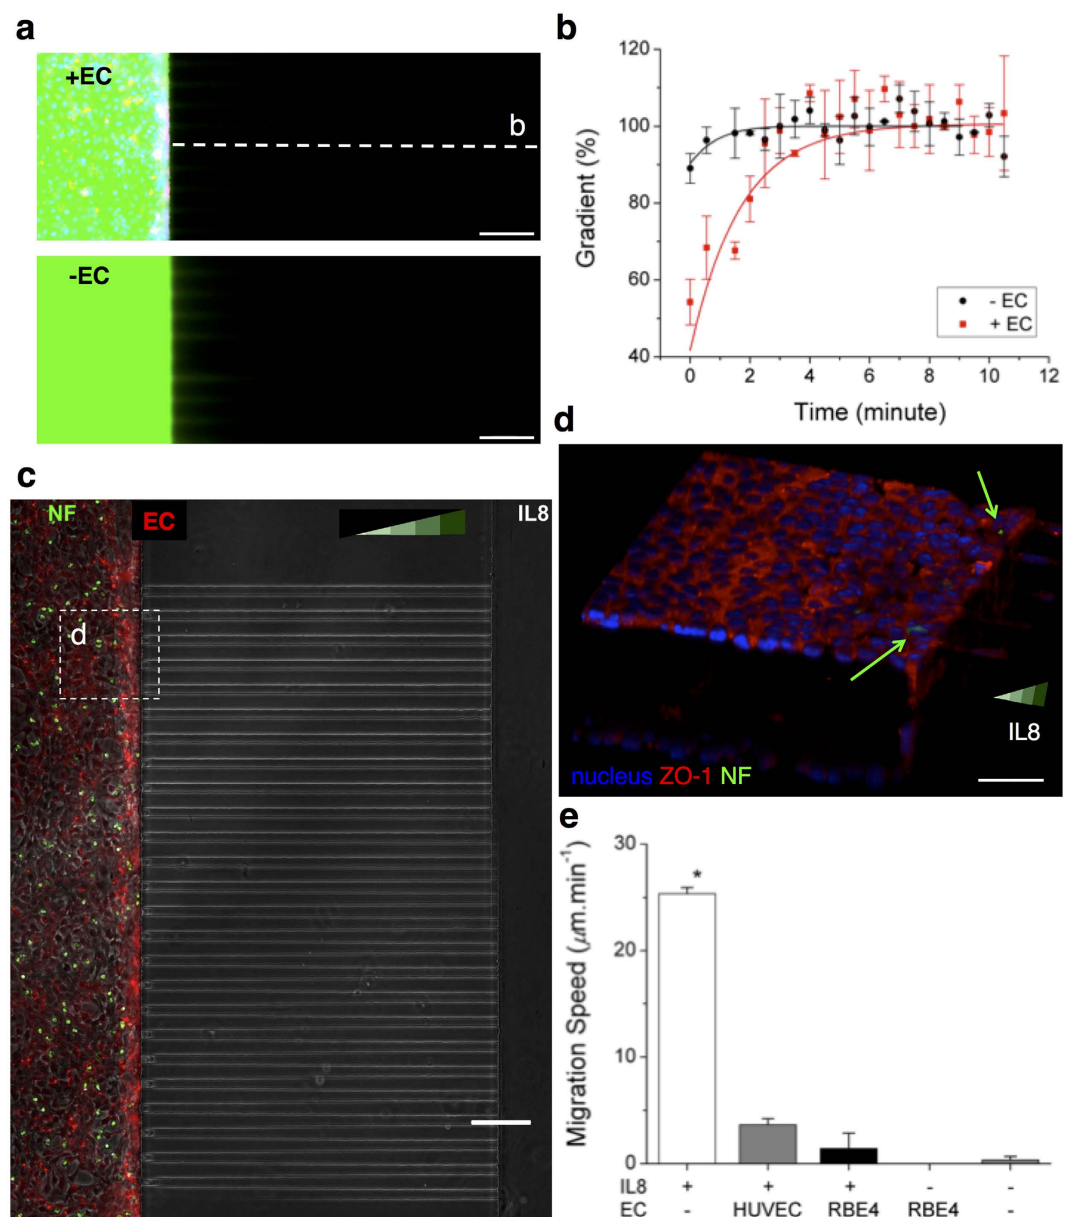 a
+EC
b
-EC
b
120
100
80
60
40
Gradient (%)
- EC
+ EC
0
2
4
6
8
10
12
Time (minute)
c
NF
EC
IL8
d
d
IL8
nucleus ZO-1 NF
e
30
20
10
0
Migration Speed (μm.min⁻¹)
*
IL8 + + + - -
EC - HUVEC RBE4 RBE4 -